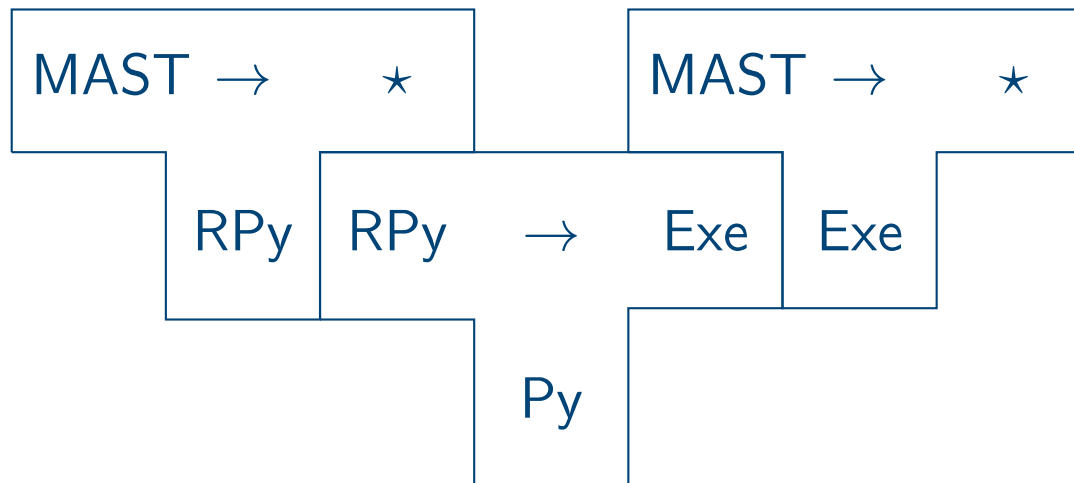 MAST → ⋆ MAST → ⋆
RPy RPy → Exe Exe
Py